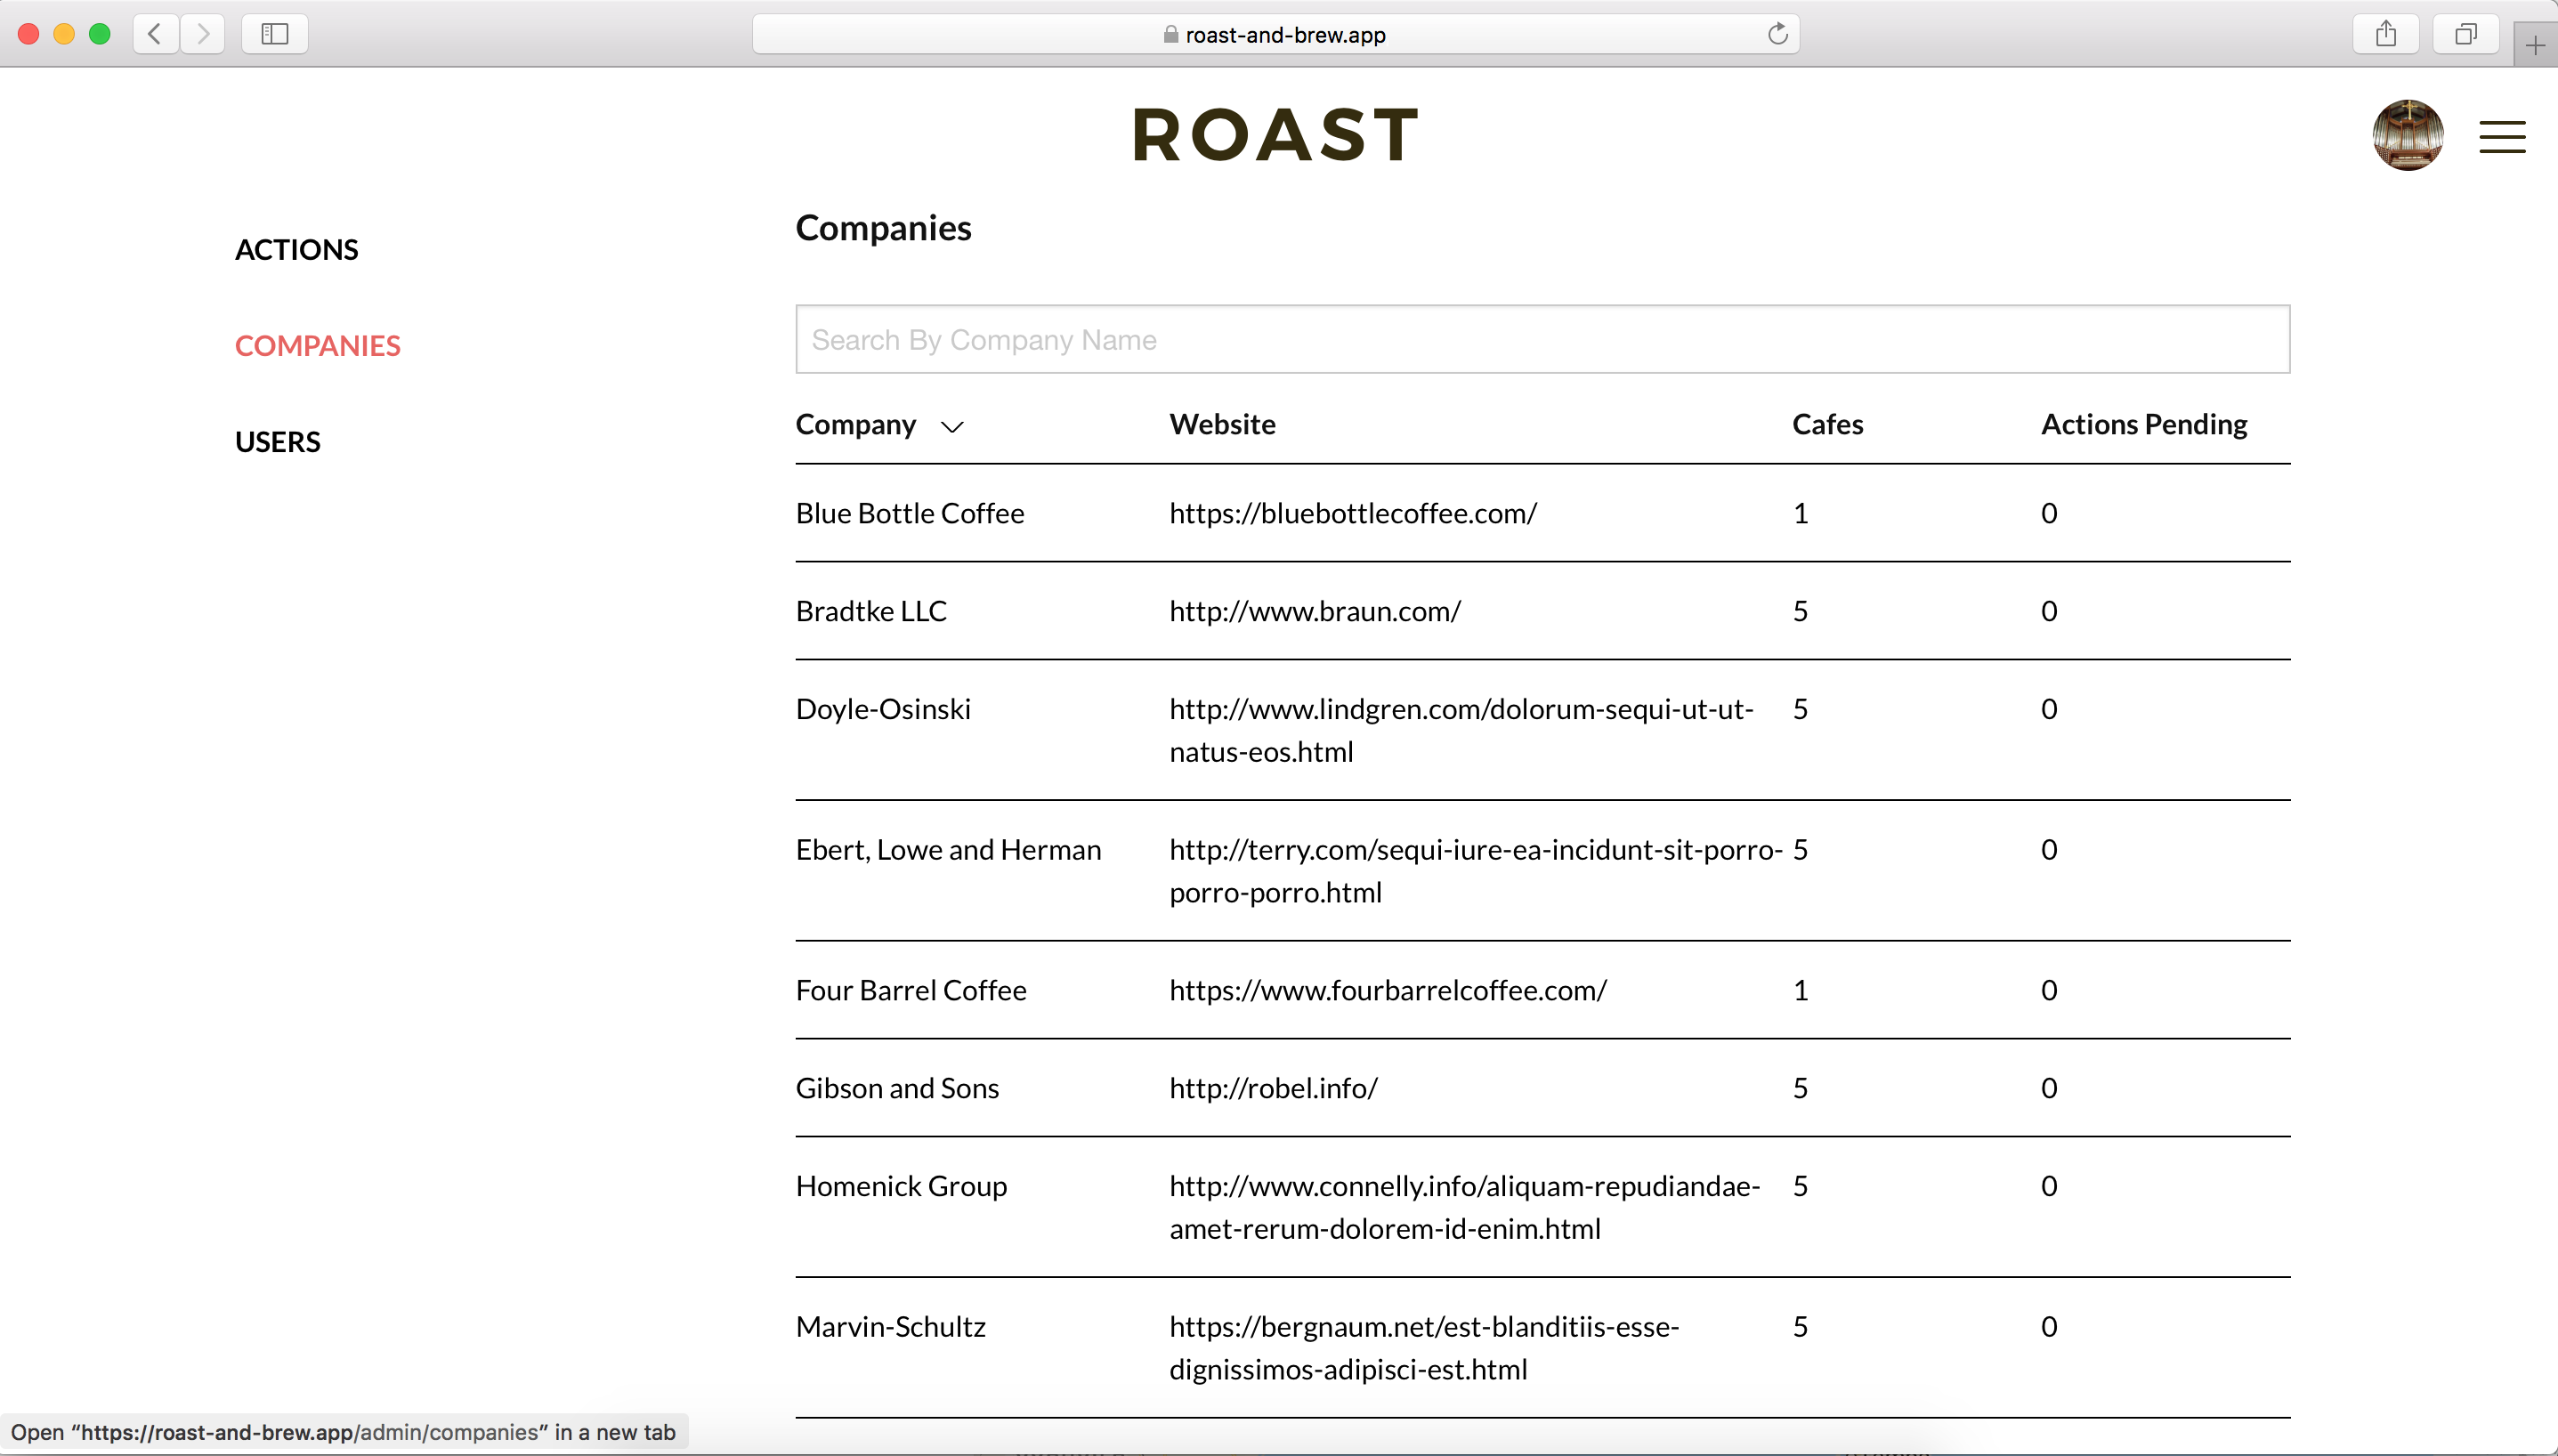 roast-and-brew.app
ROAST
ACTIONS
COMPANIES
USERS
Companies
Search By Company Name
Company Website Cafes Actions Pending
Blue Bottle Coffee https://bluebottlecoffee.com/ 1 0
Bradtke LLC http://www.braun.com/ 5 0
Doyle-Osinski http://www.lindgren.com/dolorum-sequi-ut-ut- 5 0
natus-eos.html
Ebert, Lowe and Herman http://terry.com/sequi-iure-ea-incidunt-sit-porro- 5 0
porro-porro.html
Four Barrel Coffee https://www.fourbarrelcoffee.com/ 1 0
Gibson and Sons http://robel.info/ 5 0
Homenick Group http://www.connelly.info/aliquam-repudiandae- 5 0
amet-rerum-dolorem-id-enim.html
Marvin-Schultz https://bergnaum.net/est-blanditiis-esse- 5 0
dignissimos-adipisci-est.html
Open “https://roast-and-brew.app/admin/companies” in a new tab